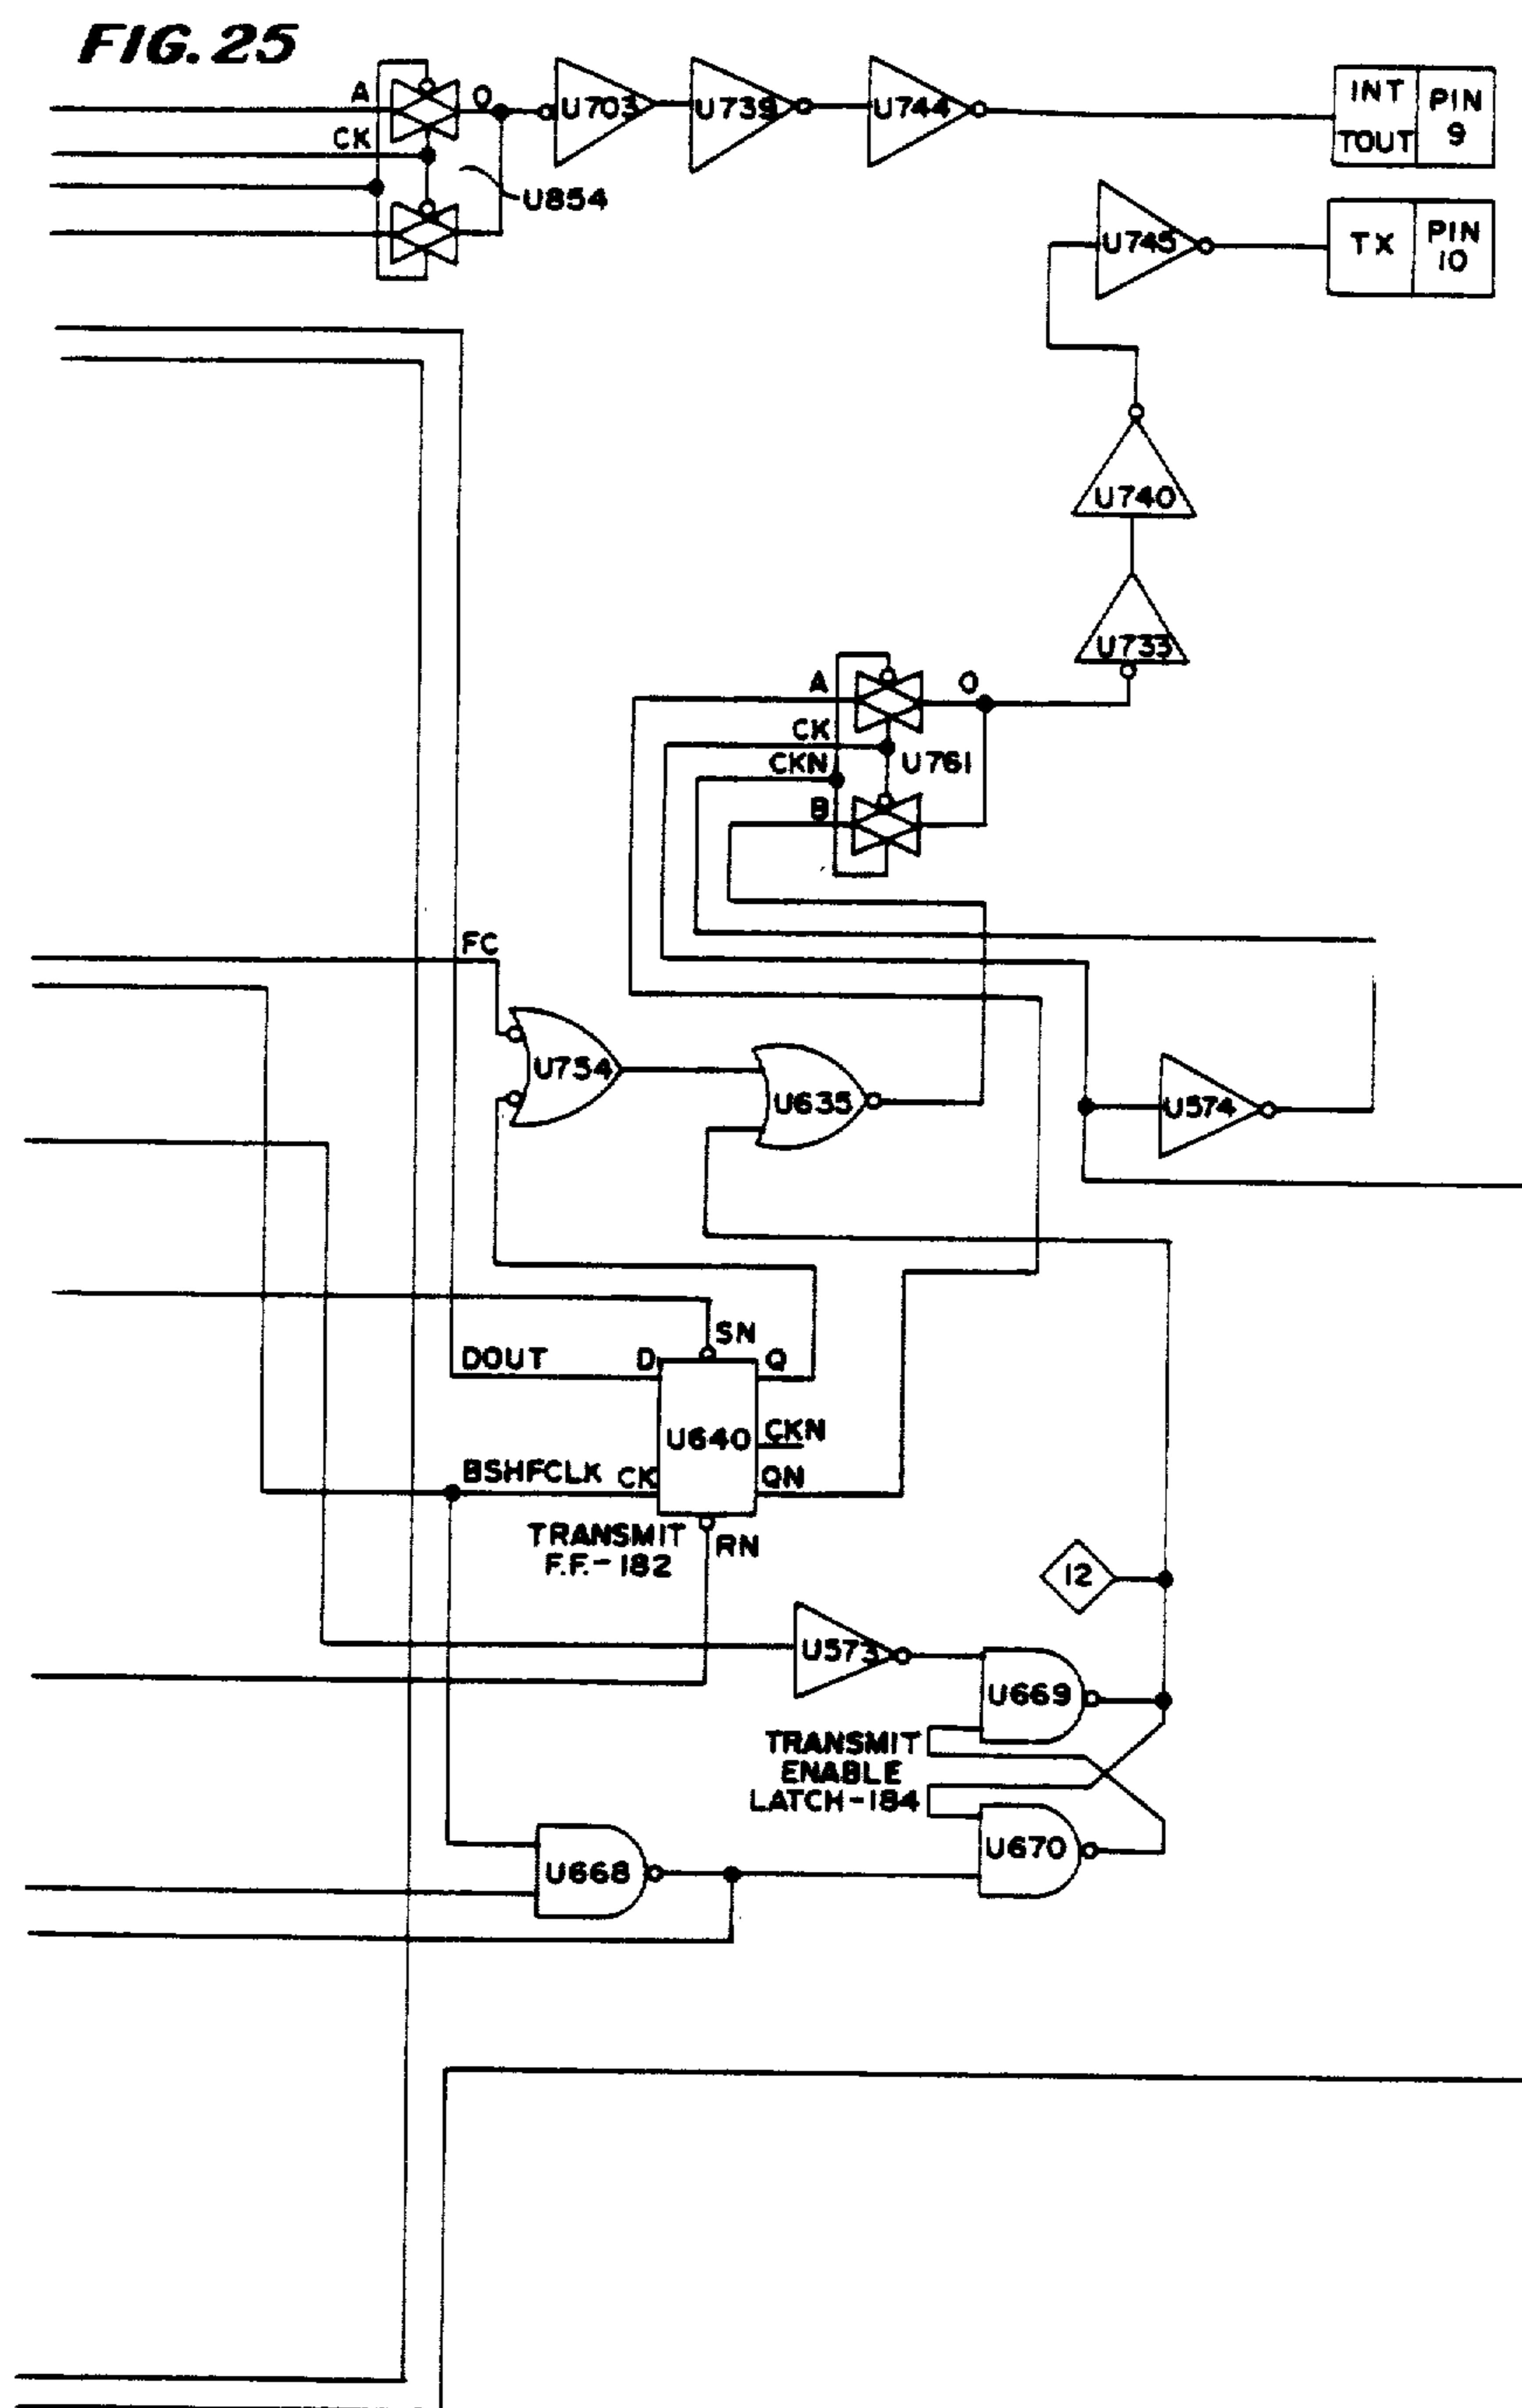 FIG. 25
A
O
CK
U854
U703
U739
U744
INT
TOUT
PIN
9
U745
TX
PIN
10
U740
U733
A
O
CK
CKN
U761
B
FC
U754
U635
U574
SN
DOUT
D
Q
U640
CKN
BSHFCLK
CK
QN
TRANSMIT
F.F.-182
RN
12
U573
U669
TRANSMIT
ENABLE
LATCH-184
U670
U668